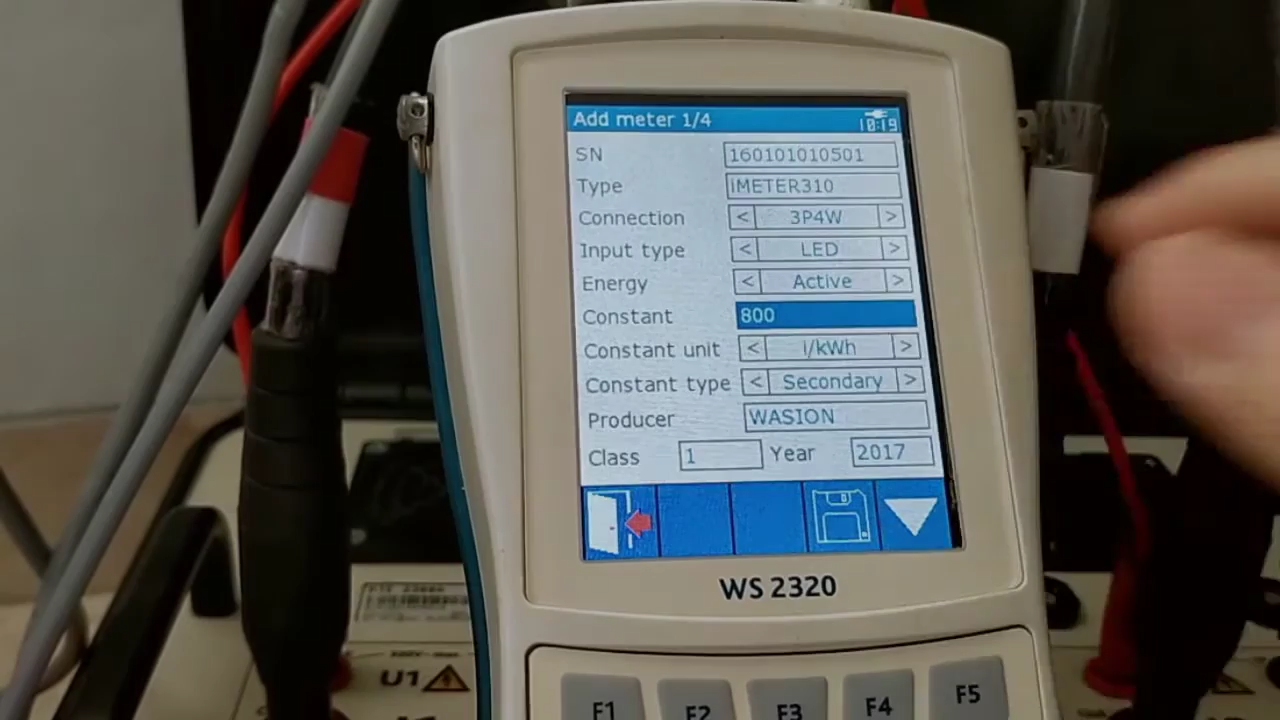 Add meter 1/4 10:19
SN 160101010501
Type iMETER310
Connection < 3P4W >
Input type < LED >
Energy < Active >
Constant 800
Constant unit < i/kWh >
Constant type < Secondary >
Producer WASION
Class 1 Year 2017
WS 2320
F1 F2 F3 F4 F5
U1